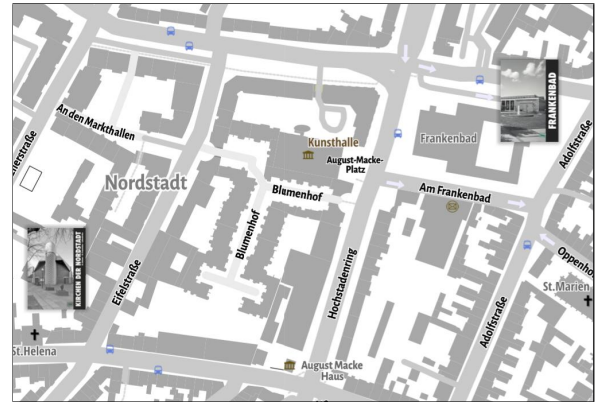 FRANKENBAD
An den Markthallen
Kunsthalle
Frankenbad
August-Macke-
Platz
Adolfstraße
nerstraße
Nordstadt
Blumenhof
Am Frankenbad
Blumenhof
Oppenho
KIRCHEN DER NORDSTADT
Eifelstraße
Hochstadenring
Adolfstraße
St.Marien
St.Helena
August Macke
Haus